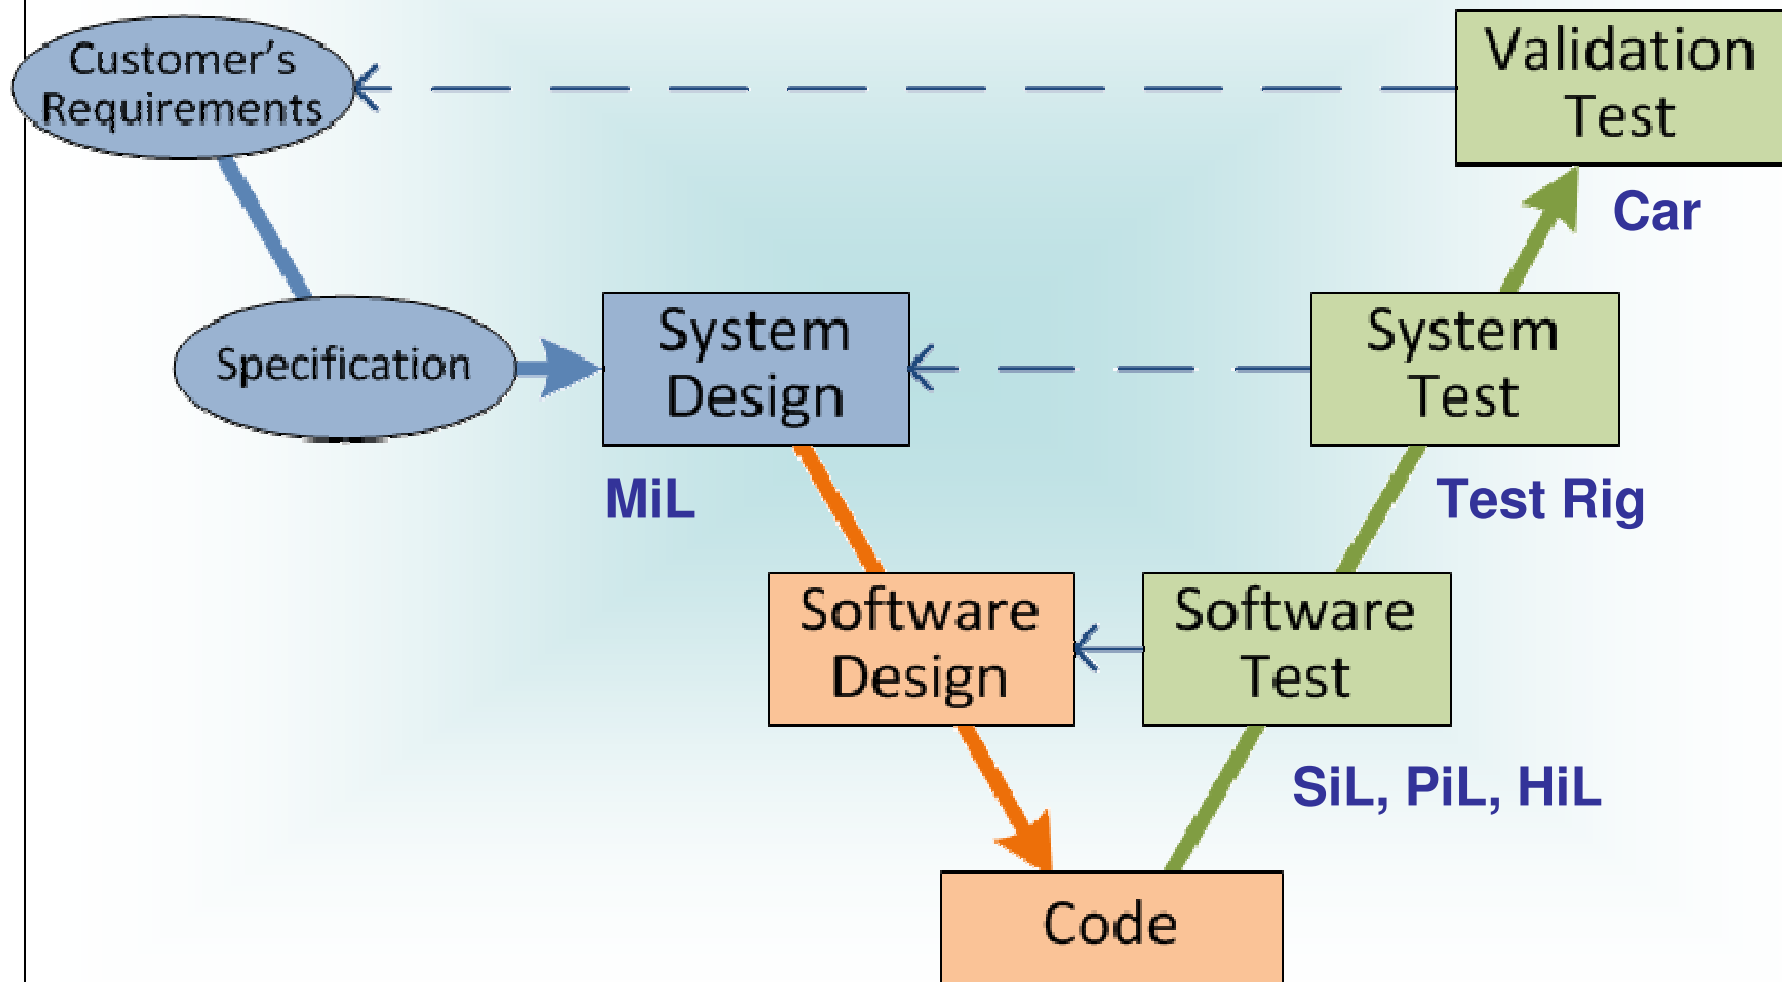 Customer's
Requirements
Validation
Test
Car
Specification
System
Design
System
Test
MiL
Test Rig
Software
Design
Software
Test
SiL, PiL, HiL
Code